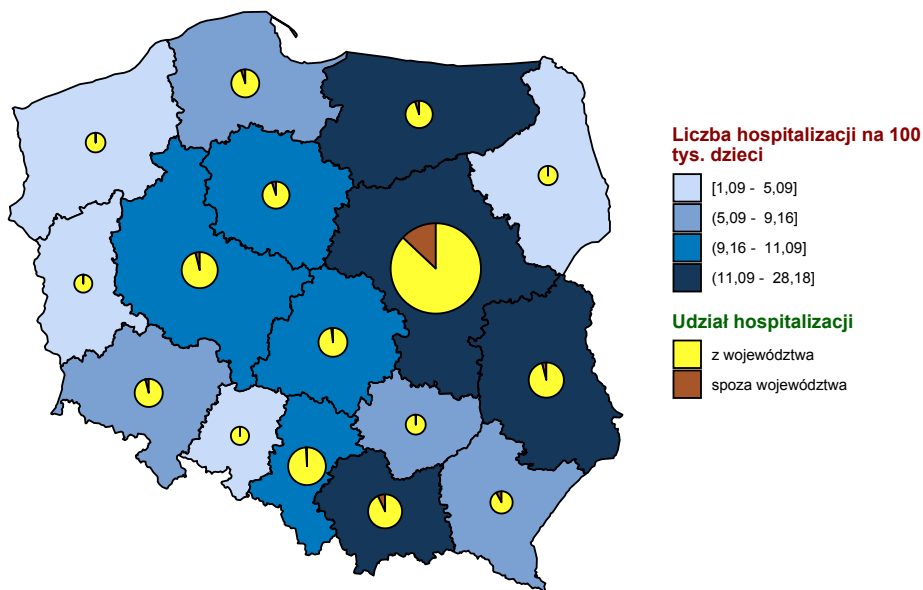 Liczba hospitalizacji na 100
tys. dzieci
[1,09 - 5,09]
(5,09 - 9,16]
(9,16 - 11,09]
(11,09 - 28,18]
Udział hospitalizacji
z województwa
spoza województwa